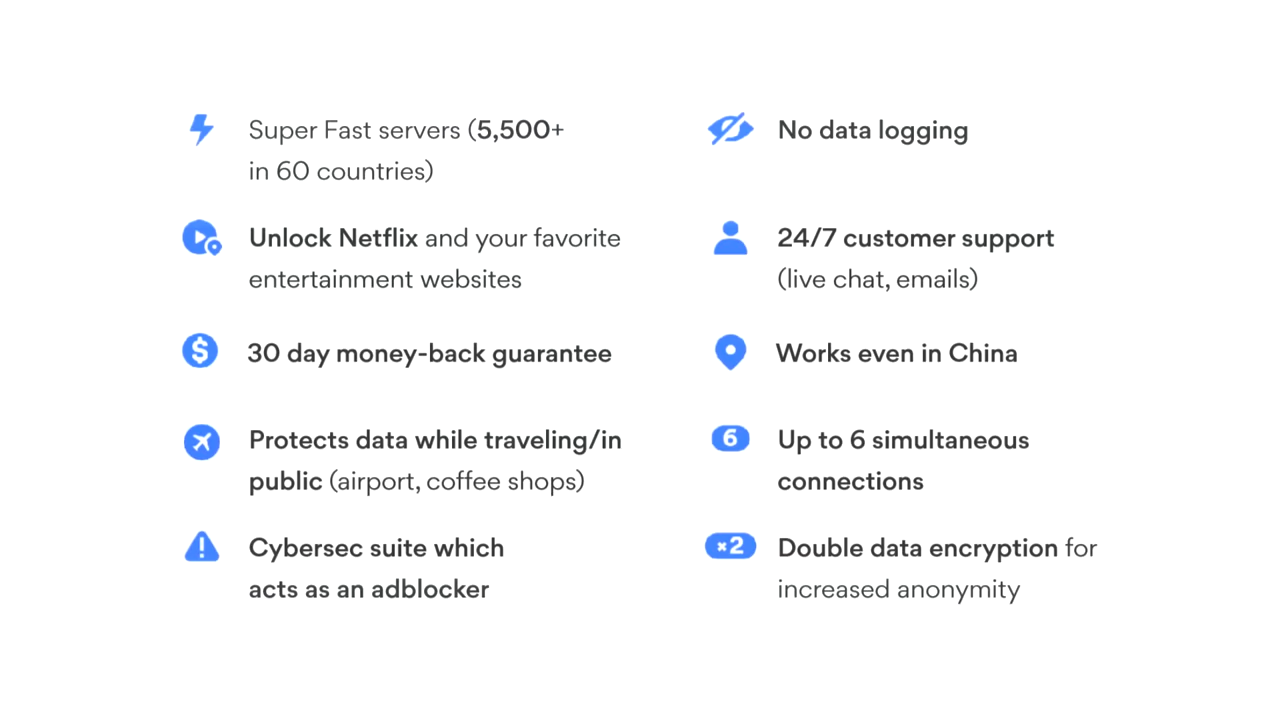 Super Fast servers (5,500+
in 60 countries)
Unlock Netflix and your favorite
entertainment websites
$ 30 day money-back guarantee
Protects data while traveling/in
public (airport, coffee shops)
! Cybersec suite which
acts as an adblocker
No data logging
24/7 customer support
(live chat, emails)
Works even in China
6 Up to 6 simultaneous
connections
×2 Double data encryption for
increased anonymity